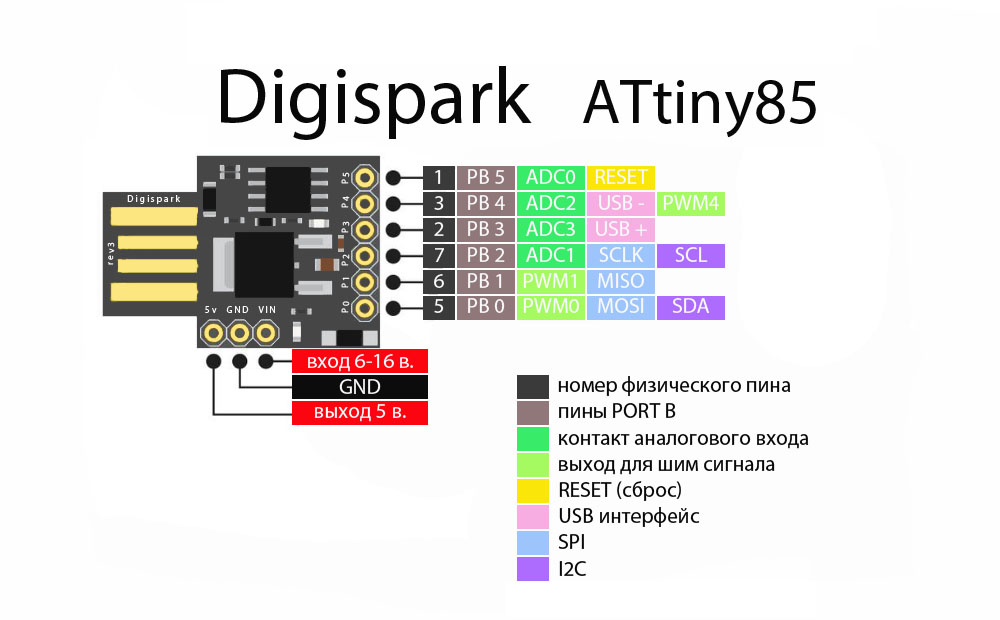 Digispark ATtiny85
Digispark
rev3
P5
P4
P3
P2
P1
P0
5v GND VIN
1 PB 5 ADC0 RESET
3 PB 4 ADC2 USB - PWM4
2 PB 3 ADC3 USB +
7 PB 2 ADC1 SCLK SCL
6 PB 1 PWM1 MISO
5 PB 0 PWM0 MOSI SDA
вход 6-16 в.
GND
выход 5 в.
номер физического пина
пины PORT B
контакт аналогового входа
выход для шим сигнала
RESET (сброс)
USB интерфейс
SPI
I2C